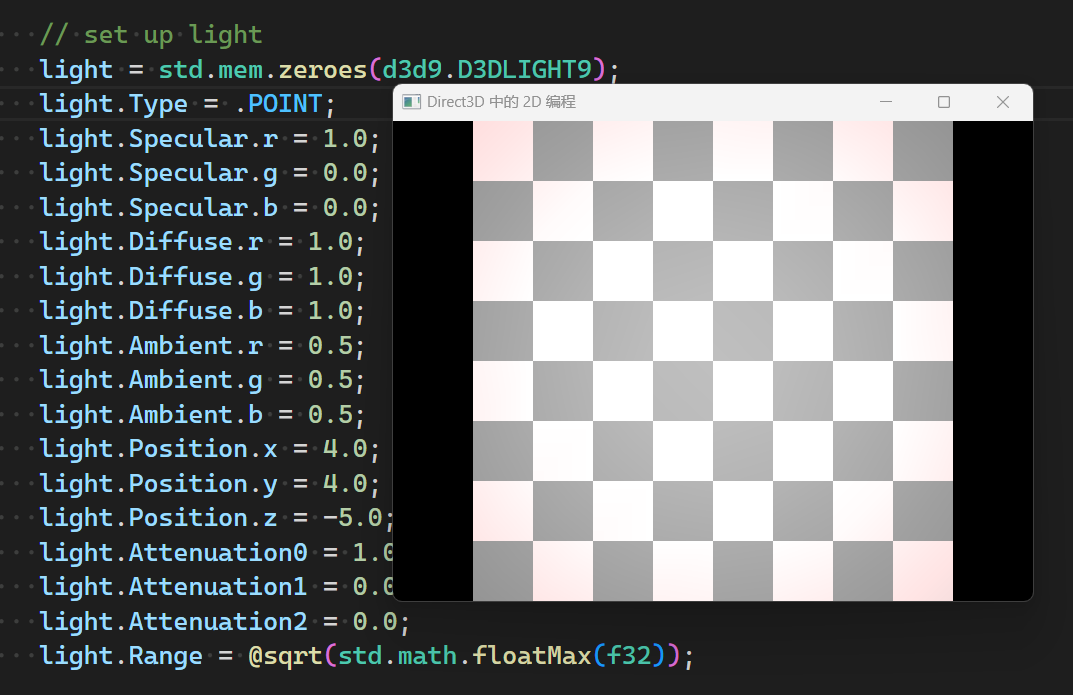 // set up light
light = std.mem.zeroes(d3d9.D3DLIGHT9);
light.Type = .POINT;
Direct3D 中的 2D 编程
light.Specular.r = 1.0;
light.Specular.g = 0.0;
light.Specular.b = 0.0;
light.Diffuse.r = 1.0;
light.Diffuse.g = 1.0;
light.Diffuse.b = 1.0;
light.Ambient.r = 0.5;
light.Ambient.g = 0.5;
light.Ambient.b = 0.5;
light.Position.x = 4.0;
light.Position.y = 4.0;
light.Position.z = -5.0;
light.Attenuation0 = 1.0
light.Attenuation1 = 0.0
light.Attenuation2 = 0.0;
light.Range = @sqrt(std.math.floatMax(f32));